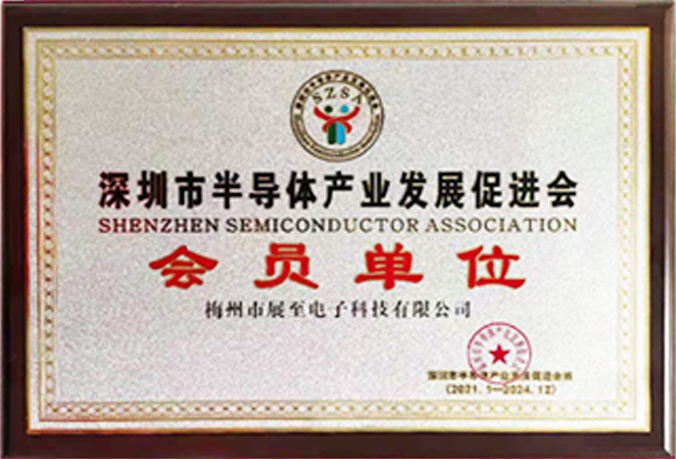 SZSA
深圳市半导体产业发展促进会
SHENZHEN SEMICONDUCTOR ASSOCIATION
会员单位
梅州市展至电子科技有限公司
深圳市半导体产业发展促进会
(2021.1—2024.12)